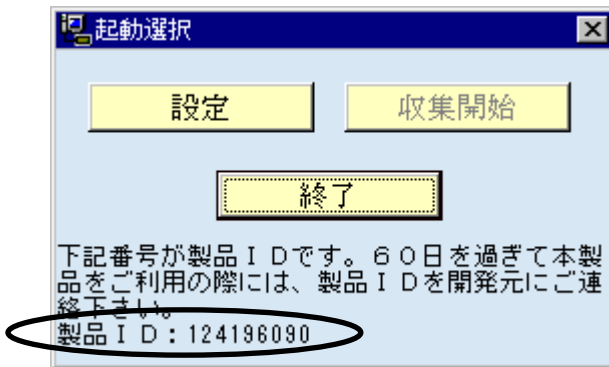 起動選択
設定
収集開始
終了
下記番号が製品ＩＤです。６０日を過ぎて本製
品をご利用の際には、製品ＩＤを開発元にご連
絡下さい。
製品ＩＤ：124196090